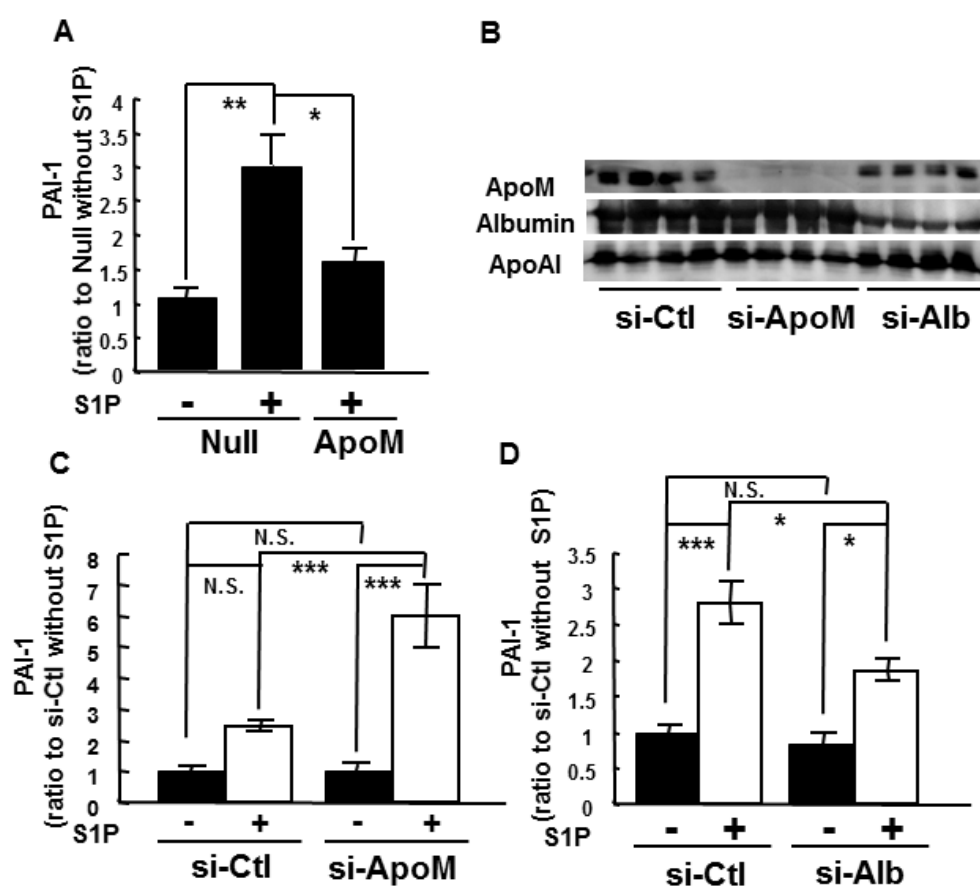 A
PAI-1
(ratio to Null without S1P)
4
3.5
3
2.5
2
1.5
1
0.5
0
**
*
S1P
- + +
Null ApoM
B
ApoM
Albumin
ApoAI
si-Ctl si-ApoM si-Alb
C
PAI-1
(ratio to si-Ctl without S1P)
8
7
6
5
4
3
2
1
0
N.S.
N.S.
***
***
S1P
- + - +
si-Ctl si-ApoM
D
PAI-1
(ratio to si-Ctl without S1P)
3.5
3
2.5
2
1.5
1
0.5
0
N.S.
***
*
*
S1P
- + - +
si-Ctl si-Alb